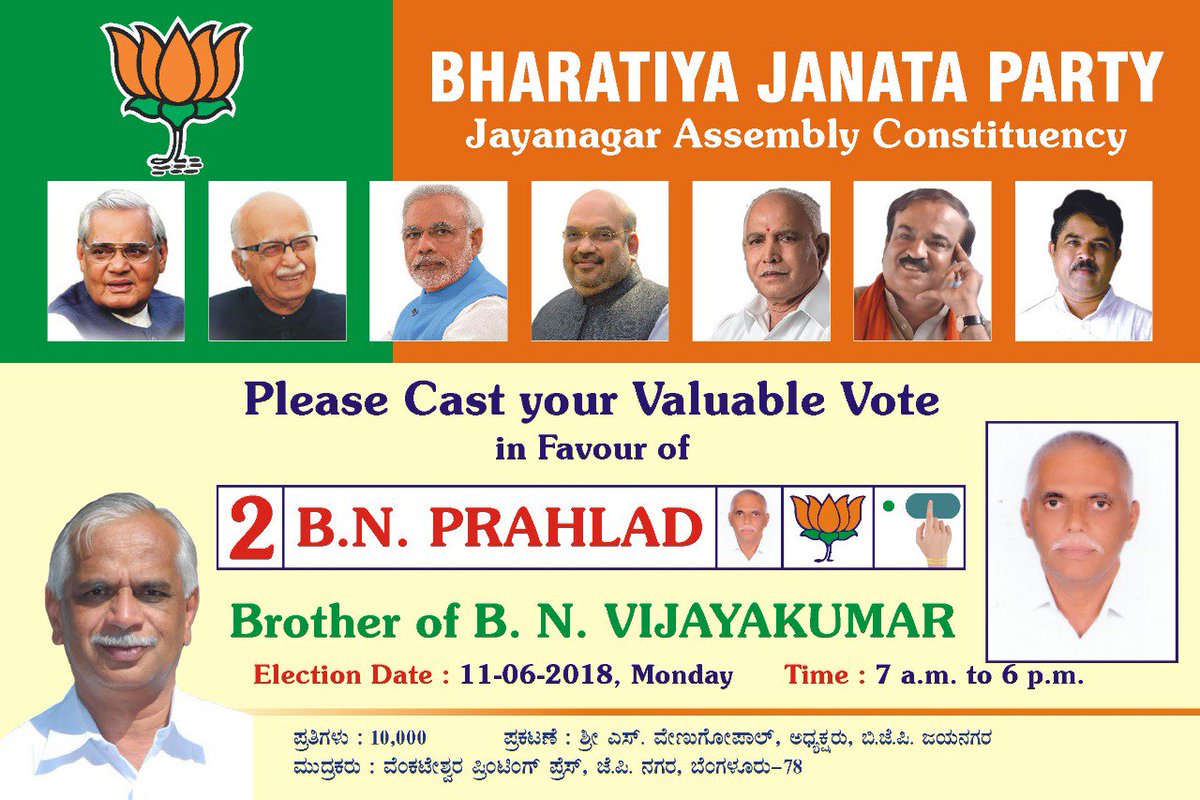 BHARATIYA JANATA PARTY
Jayanagar Assembly Constituency
Please Cast your Valuable Vote
in Favour of
2 B.N. PRAHLAD
Brother of B. N. VIJAYAKUMAR
Election Date : 11-06-2018, Monday Time : 7 a.m. to 6 p.m.
ಪ್ರತಿಗಳು : 10,000 ಪ್ರಕಟಣೆ : ಶ್ರೀ ಎಸ್. ವೇಣುಗೋಪಾಲ್, ಅಧ್ಯಕ್ಷರು, ಬಿ.ಜೆ.ಪಿ. ಜಯನಗರ
ಮುದ್ರಕರು : ವೆಂಕಟೇಶ್ವರ ಪ್ರಿಂಟಿಂಗ್ ಪ್ರೆಸ್, ಜೆ.ಪಿ. ನಗರ, ಬೆಂಗಳೂರು-78